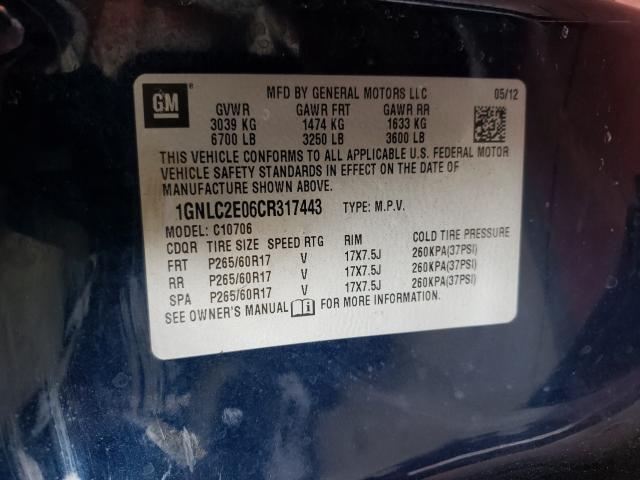 GM ®
MFD BY GENERAL MOTORS LLC 05/12
GVWR GAWR FRT GAWR RR
3039 KG 1474 KG 1633 KG
6700 LB 3250 LB 3600 LB
THIS VEHICLE CONFORMS TO ALL APPLICABLE U.S. FEDERAL MOTOR
VEHICLE SAFETY STANDARDS IN EFFECT ON THE DATE OF
MANUFACTURE SHOWN ABOVE.
1GNLC2E06CR317443 TYPE: M.P.V.
MODEL: C10706
CDQR TIRE SIZE SPEED RTG RIM COLD TIRE PRESSURE
FRT P265/60R17 V 17X7.5J 260KPA(37PSI)
RR P265/60R17 V 17X7.5J 260KPA(37PSI)
SPA P265/60R17 V 17X7.5J 260KPA(37PSI)
SEE OWNER'S MANUAL FOR MORE INFORMATION.